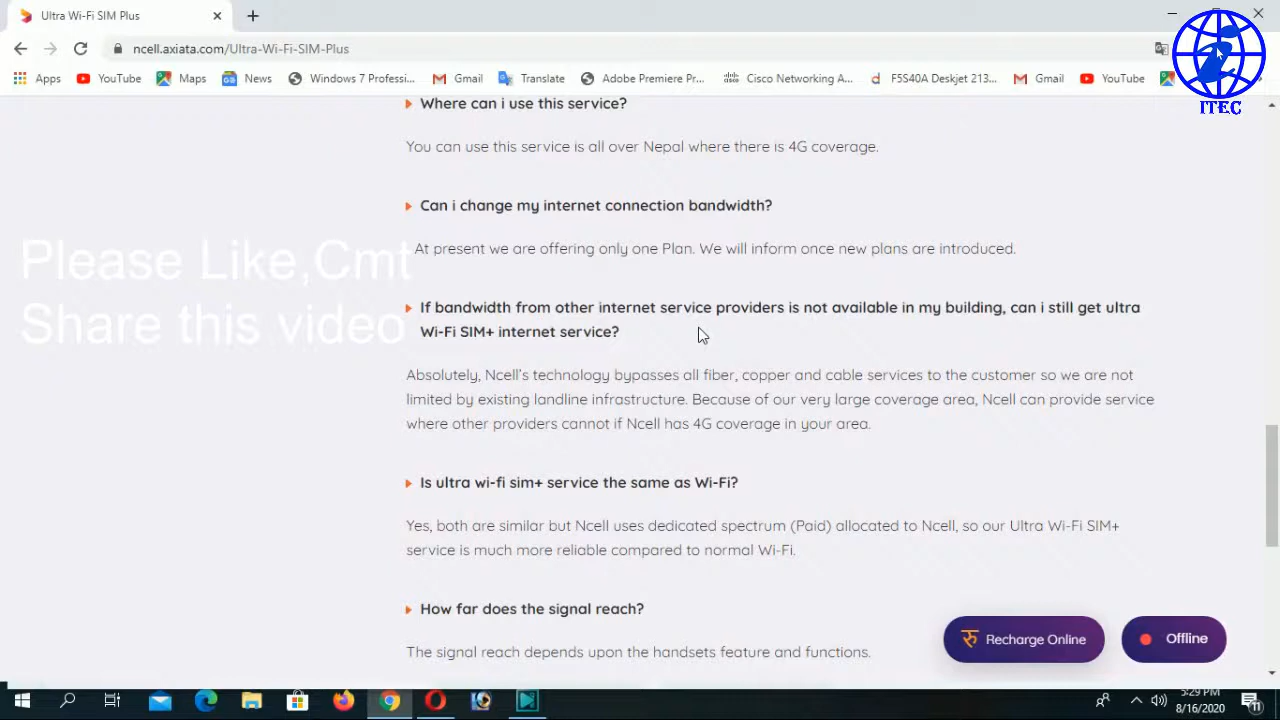 Ultra Wi-Fi SIM Plus
ncell.axiata.com/Ultra-Wi-Fi-SIM-Plus
Apps YouTube Maps News Windows 7 Professi... Gmail Translate Adobe Premiere Pr... Cisco Networking A... F5S40A Deskjet 213... Gmail YouTube
ITEC
Where can i use this service?
You can use this service is all over Nepal where there is 4G coverage.
Can i change my internet connection bandwidth?
At present we are offering only one Plan. We will inform once new plans are introduced.
Please Like,Cmt
Share this video
If bandwidth from other internet service providers is not available in my building, can i still get ultra
Wi-Fi SIM+ internet service?
Absolutely, Ncell's technology bypasses all fiber, copper and cable services to the customer so we are not
limited by existing landline infrastructure. Because of our very large coverage area, Ncell can provide service
where other providers cannot if Ncell has 4G coverage in your area.
Is ultra wi-fi sim+ service the same as Wi-Fi?
Yes, both are similar but Ncell uses dedicated spectrum (Paid) allocated to Ncell, so our Ultra Wi-Fi SIM+
service is much more reliable compared to normal Wi-Fi.
How far does the signal reach?
The signal reach depends upon the handsets feature and functions.
रु Recharge Online
Offline
5:29 PM
8/16/2020
11